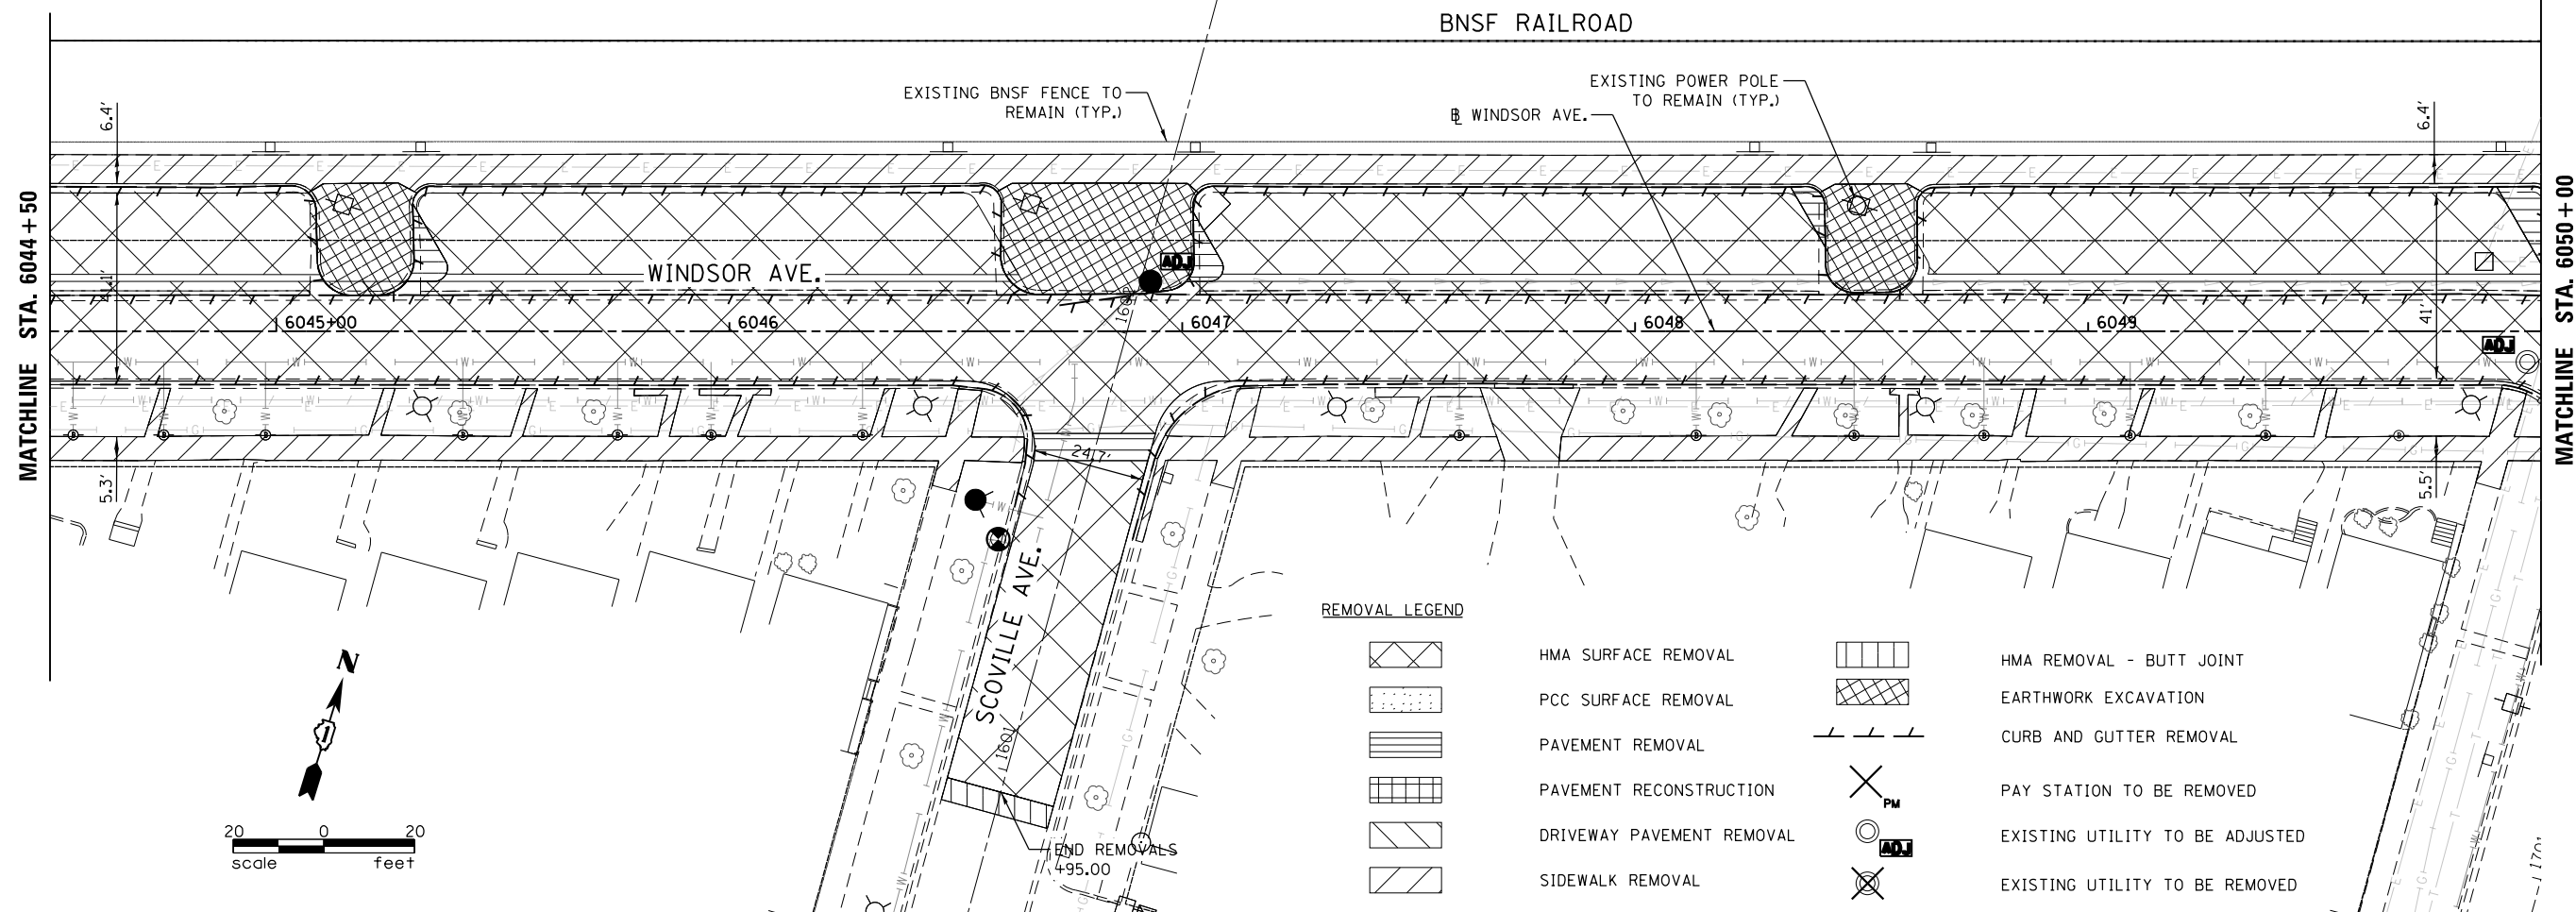 BNSF RAILROAD
EXISTING BNSF FENCE TO
REMAIN (TYP.)
EXISTING POWER POLE
TO REMAIN (TYP.)
℄ WINDSOR AVE.
6.4'
6.4'
MATCHLINE STA. 6044+50
MATCHLINE STA. 6050+00
ADJ
WINDSOR AVE.
41'
6045+00
6046
6047
6048
6049
ADJ
5.3'
24.7'
5.5'
SCOVILLE AVE.
1601
END REMOVALS
+95.00
N
1
20 0 20
scale feet
REMOVAL LEGEND
HMA SURFACE REMOVAL
PCC SURFACE REMOVAL
PAVEMENT REMOVAL
PAVEMENT RECONSTRUCTION
DRIVEWAY PAVEMENT REMOVAL
SIDEWALK REMOVAL
HMA REMOVAL - BUTT JOINT
EARTHWORK EXCAVATION
CURB AND GUTTER REMOVAL
PM
PAY STATION TO BE REMOVED
ADJ
EXISTING UTILITY TO BE ADJUSTED
EXISTING UTILITY TO BE REMOVED